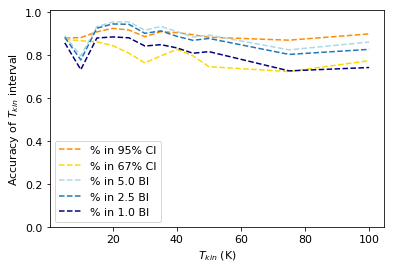 1.0
0.8
0.6
0.4
0.2
0.0
Accuracy of T_kin interval
% in 95% CI
% in 67% CI
% in 5.0 BI
% in 2.5 BI
% in 1.0 BI
20 40 60 80 100
T_kin (K)